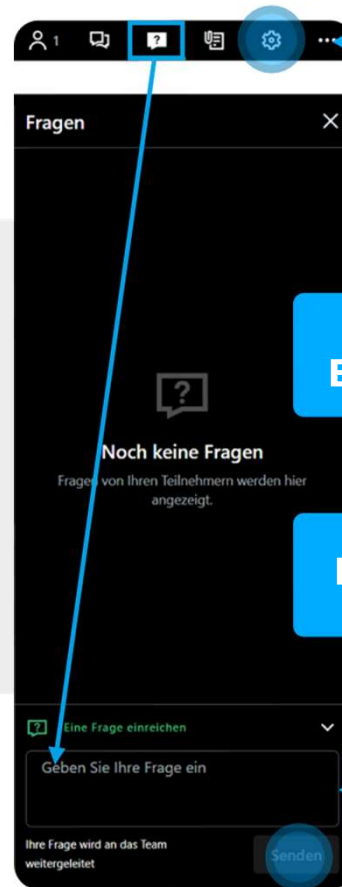 1
Fragen
Noch keine Fragen
Fragen von Ihren Teilnehmern werden hier
angezeigt.
Eine Frage einreichen
Geben Sie Ihre Frage ein
Ihre Frage wird an das Team
weitergeleitet
Senden